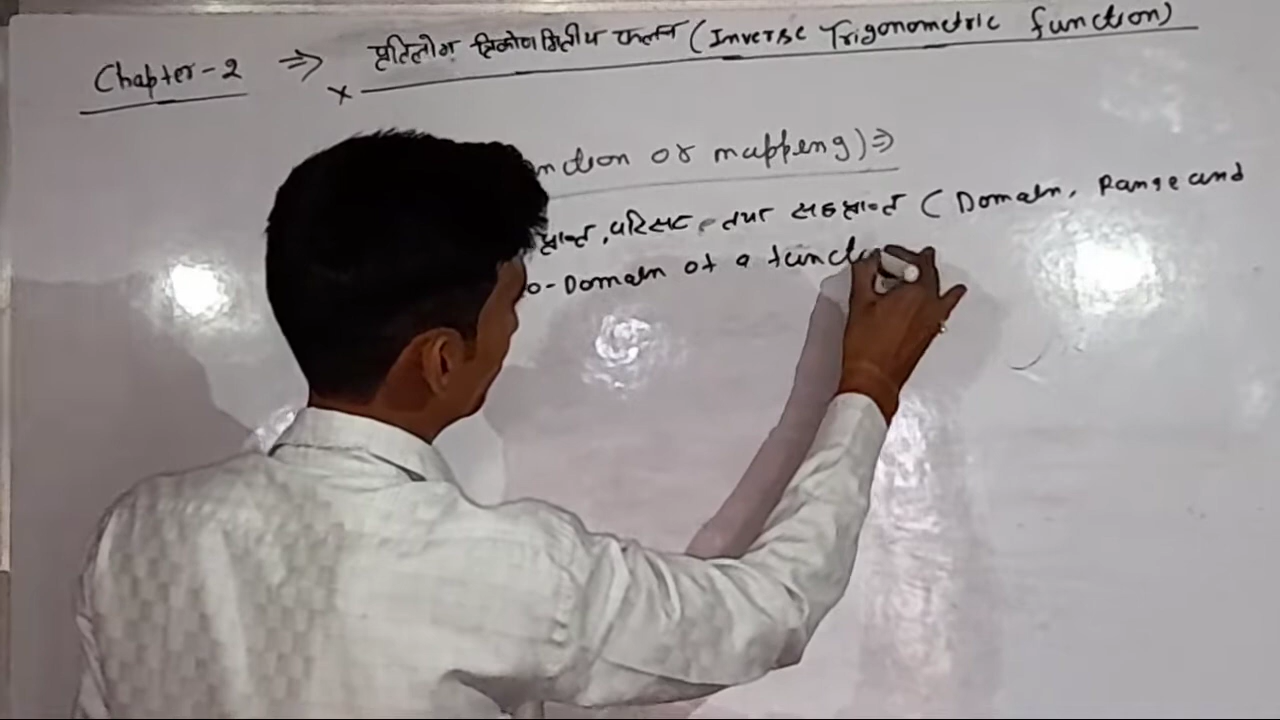 Chapter-2 ⇒ प्रतिलोम त्रिकोणमितीय फलन (Inverse Trigonometric function)
nction or mapping) ⇒
प्रान्त, परिसर तथा सहप्रान्त (Domain, Range and
o-Domain of a functio